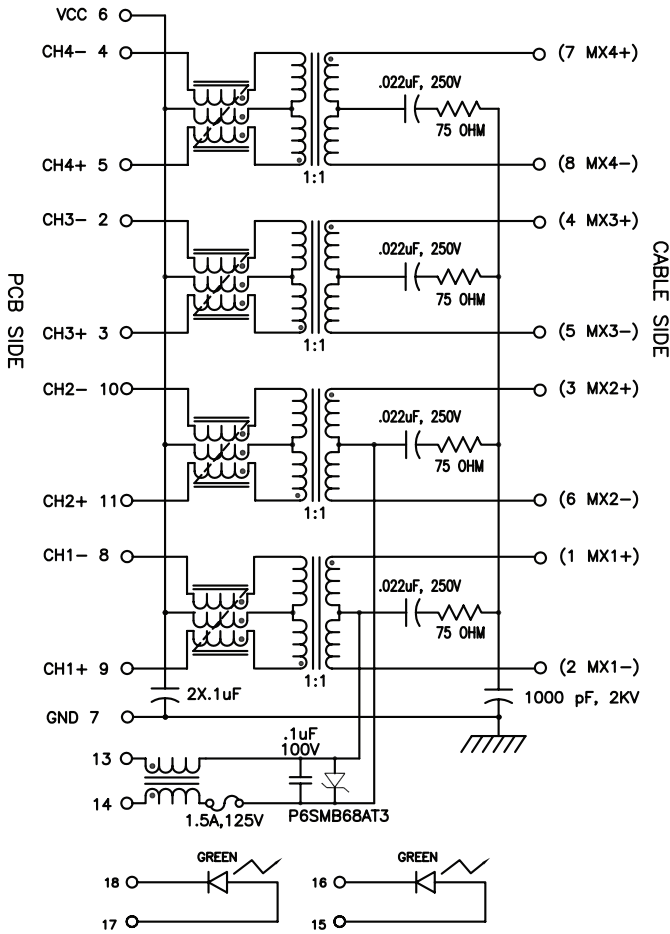 VCC 6
CH4- 4
(7 MX4+)
.022uF, 250V
75 OHM
CH4+ 5
1:1
(8 MX4-)
CH3- 2
(4 MX3+)
.022uF, 250V
75 OHM
CH3+ 3
1:1
(5 MX3-)
PCB SIDE
CABLE SIDE
CH2- 10
(3 MX2+)
.022uF, 250V
75 OHM
CH2+ 11
1:1
(6 MX2-)
CH1- 8
(1 MX1+)
.022uF, 250V
75 OHM
CH1+ 9
1:1
(2 MX1-)
2X.1uF
1000 pF, 2KV
GND 7
13
.1uF
100V
14
1.5A,125V
P6SMB68AT3
GREEN
18
17
GREEN
16
15